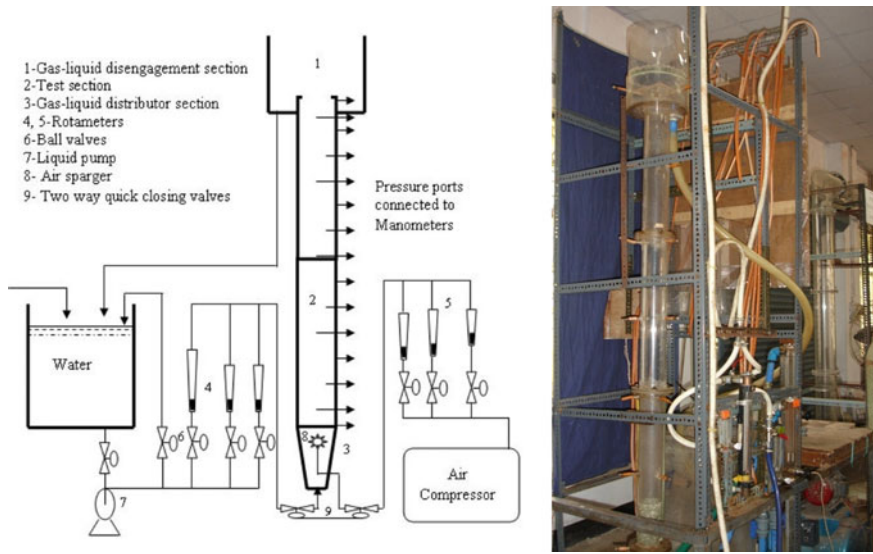 1-Gas-liquid disengagement section
2-Test section
3-Gas-liquid distributor section
4, 5-Rotameters
6-Ball valves
7-Liquid pump
8- Air sparger
9- Two way quick closing valves
1
Pressure ports
connected to
Manometers
2
5
Water
4
6
8
3
7
9
Air
Compressor